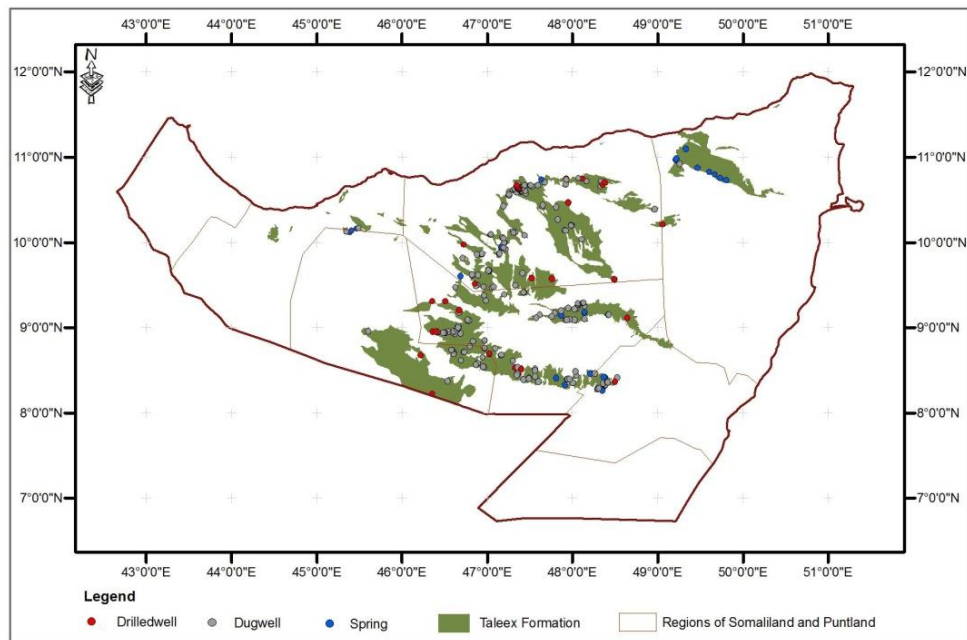 43°0'0"E 44°0'0"E 45°0'0"E 46°0'0"E 47°0'0"E 48°0'0"E 49°0'0"E 50°0'0"E 51°0'0"E
N
12°0'0"N 12°0'0"N
11°0'0"N 11°0'0"N
10°0'0"N 10°0'0"N
9°0'0"N 9°0'0"N
8°0'0"N 8°0'0"N
7°0'0"N 7°0'0"N
43°0'0"E 44°0'0"E 45°0'0"E 46°0'0"E 47°0'0"E 48°0'0"E 49°0'0"E 50°0'0"E 51°0'0"E
Legend
Drilledwell Dugwell Spring Taleex Formation Regions of Somaliland and Puntland